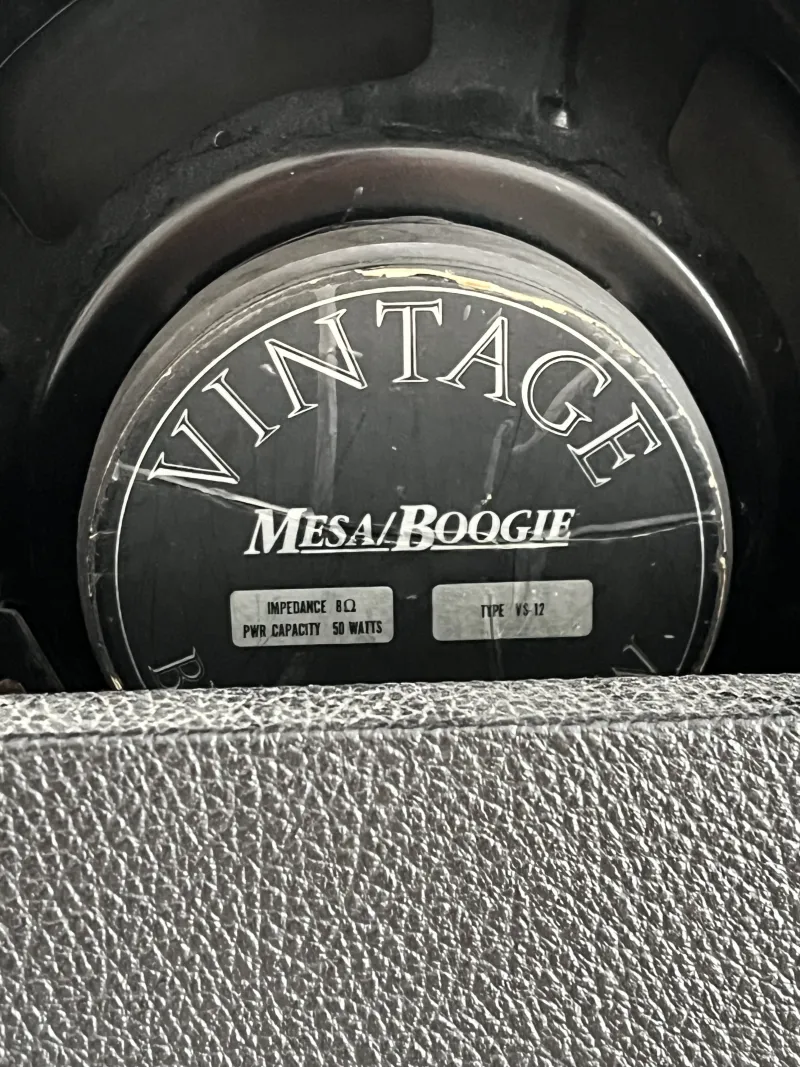 VINTAGE
MESA/BOOGIE
IMPEDANCE 8Ω
PWR CAPACITY 50 WATTS
TYPE VS-12